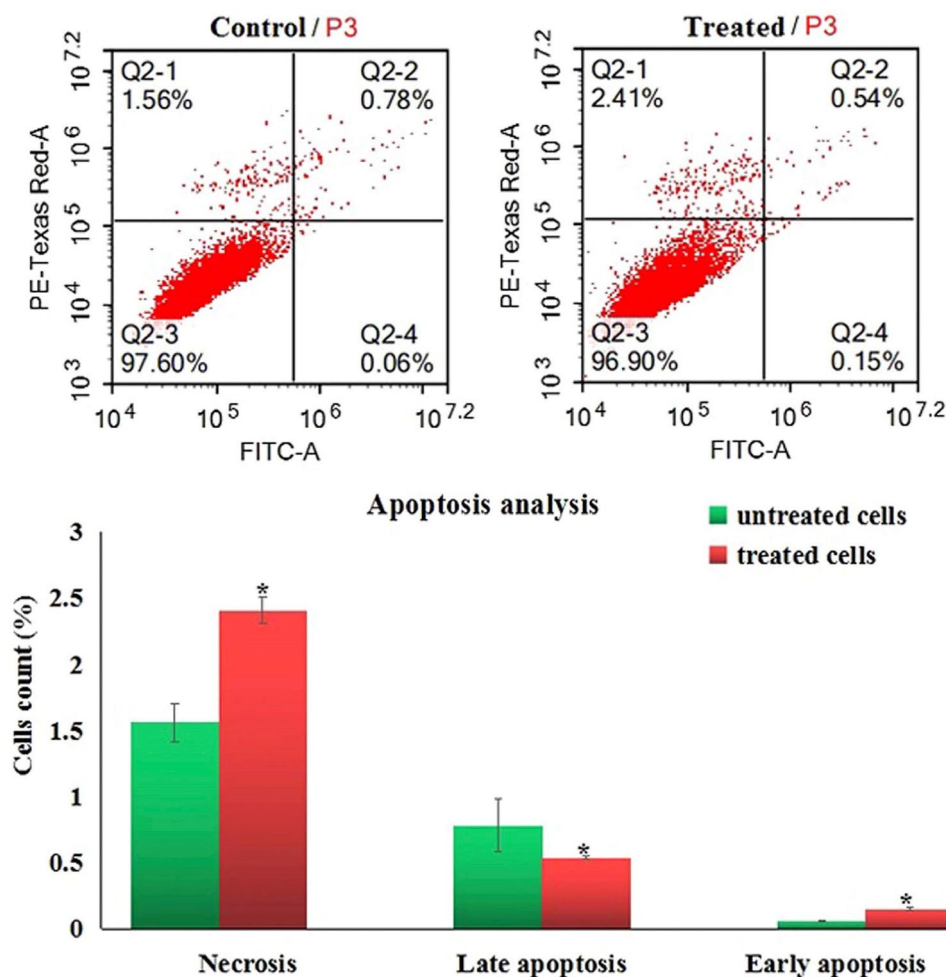 Control / P3
10^7.2
10^6
10^5
10^4
10^3
PE-Texas Red-A
Q2-1
1.56%
Q2-2
0.78%
Q2-3
97.60%
Q2-4
0.06%
10^4
10^5
10^6
10^7.2
FITC-A
Treated / P3
10^7.2
10^6
10^5
10^4
10^3
PE-Texas Red-A
Q2-1
2.41%
Q2-2
0.54%
Q2-3
96.90%
Q2-4
0.15%
10^4
10^5
10^6
10^7.2
FITC-A
Apoptosis analysis
untreated cells
treated cells
Cells count (%)
3
2.5
2
1.5
1
0.5
0
*
*
*
Necrosis
Late apoptosis
Early apoptosis